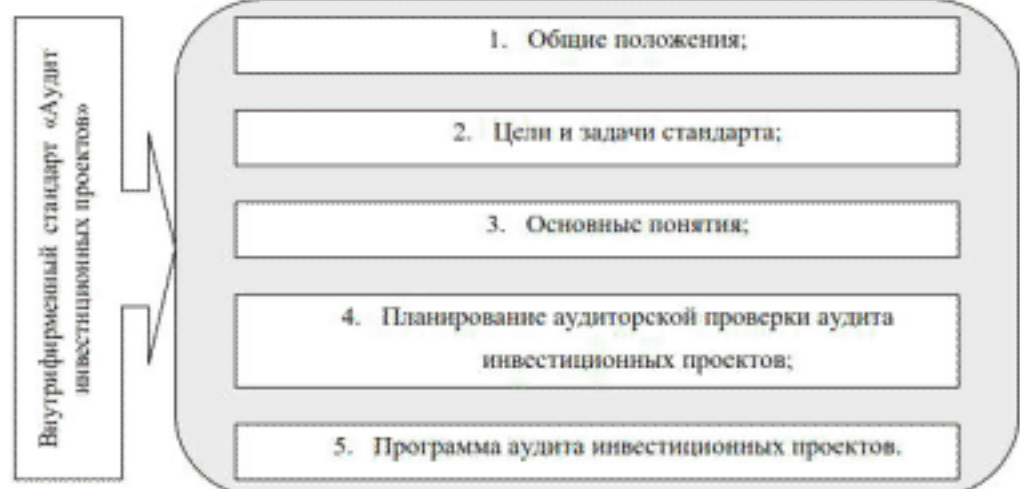 Внутрифирменный стандарт «Аудит
инвестиционных проектов»
1. Общие положения;
2. Цели и задачи стандарта;
3. Основные понятия;
4. Планирование аудиторской проверки аудита
инвестиционных проектов;
5. Программа аудита инвестиционных проектов.